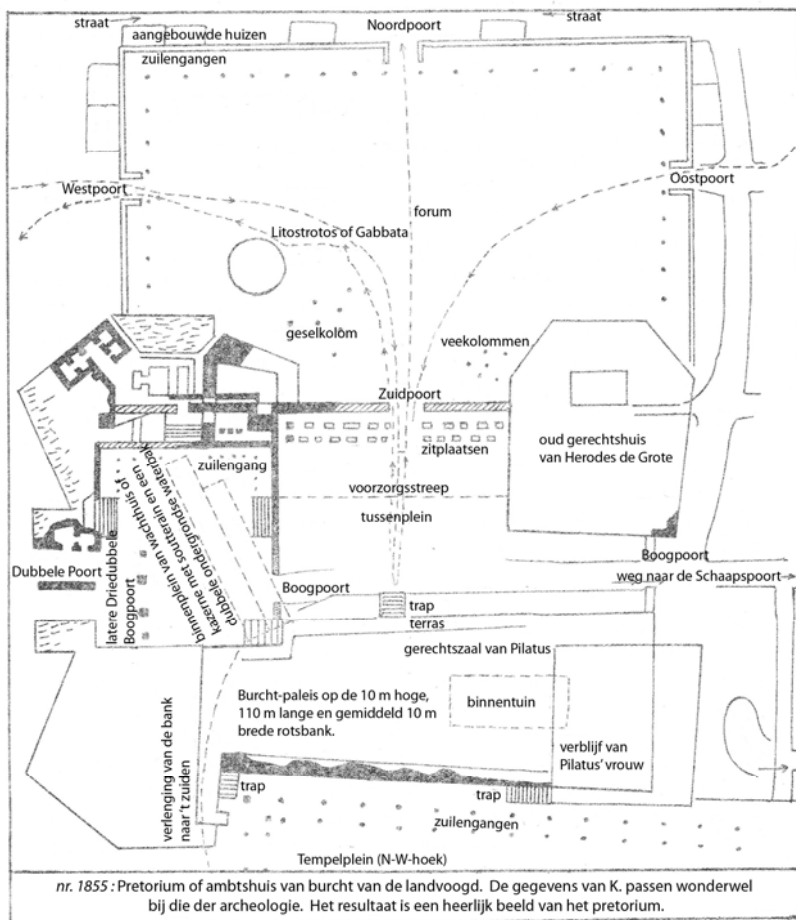 straat
Noordpoort
straat
aangebouwde huizen
zuilengangen
Westpoort
Oostpoort
forum
Litostrotos of Gabbata
geselkolom
veekolommen
Zuidpoort
zuilengang
zitplaatsen
oud gerechtshuis
van Herodes de Grote
voorzorgsstreep
tussenplein
binnenplein van wachthuis of
kazerne met soutterain en een
dubbele ondergrondse waterbak
Dubbele Poort
latere Driedubbele
Boogpoort
Boogpoort
Boogpoort
weg naar de Schaapspoort
trap
terras
gerechtszaal van Pilatus
Burcht-paleis op de 10 m hoge,
110 m lange en gemiddeld 10 m
brede rotsbank.
binnentuin
verblijf van
Pilatus' vrouw
verlenging van de bank
naar 't zuiden
trap
trap
zuilengangen
Tempelplein (N-W-hoek)
nr. 1855 : Pretorium of ambtshuis van burcht van de landvoogd. De gegevens van K. passen wonderwel
bij die der archeologie. Het resultaat is een heerlijk beeld van het pretorium.